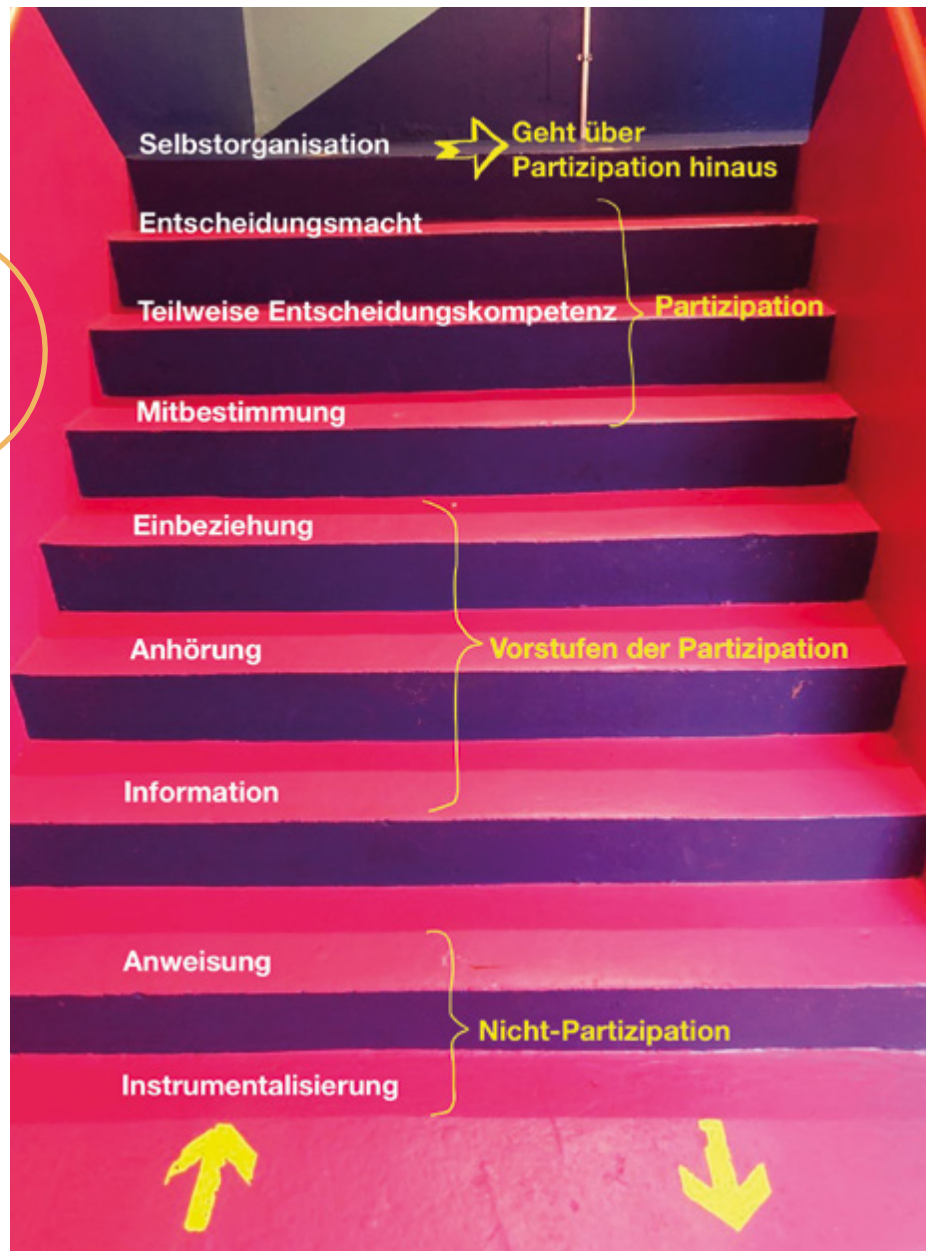 Selbstorganisation
Geht über
Partizipation hinaus
Entscheidungsmacht
Teilweise Entscheidungskompetenz
Partizipation
Mitbestimmung
Einbeziehung
Anhörung
Vorstufen der Partizipation
Information
Anweisung
Nicht-Partizipation
Instrumentalisierung